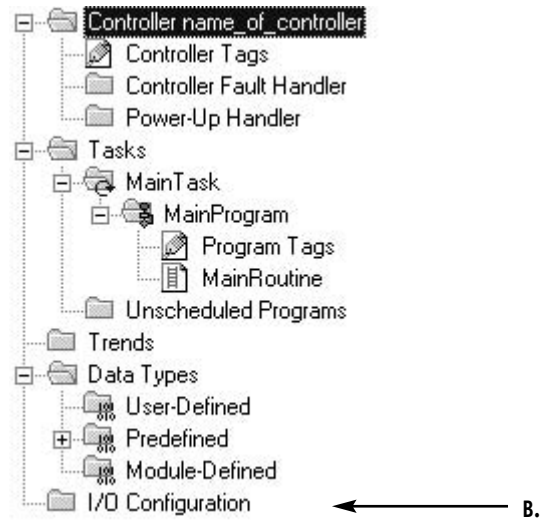 Controller name_of_controller
Controller Tags
Controller Fault Handler
Power-Up Handler
Tasks
MainTask
MainProgram
Program Tags
MainRoutine
Unscheduled Programs
Trends
Data Types
User-Defined
Predefined
Module-Defined
I/O Configuration B.